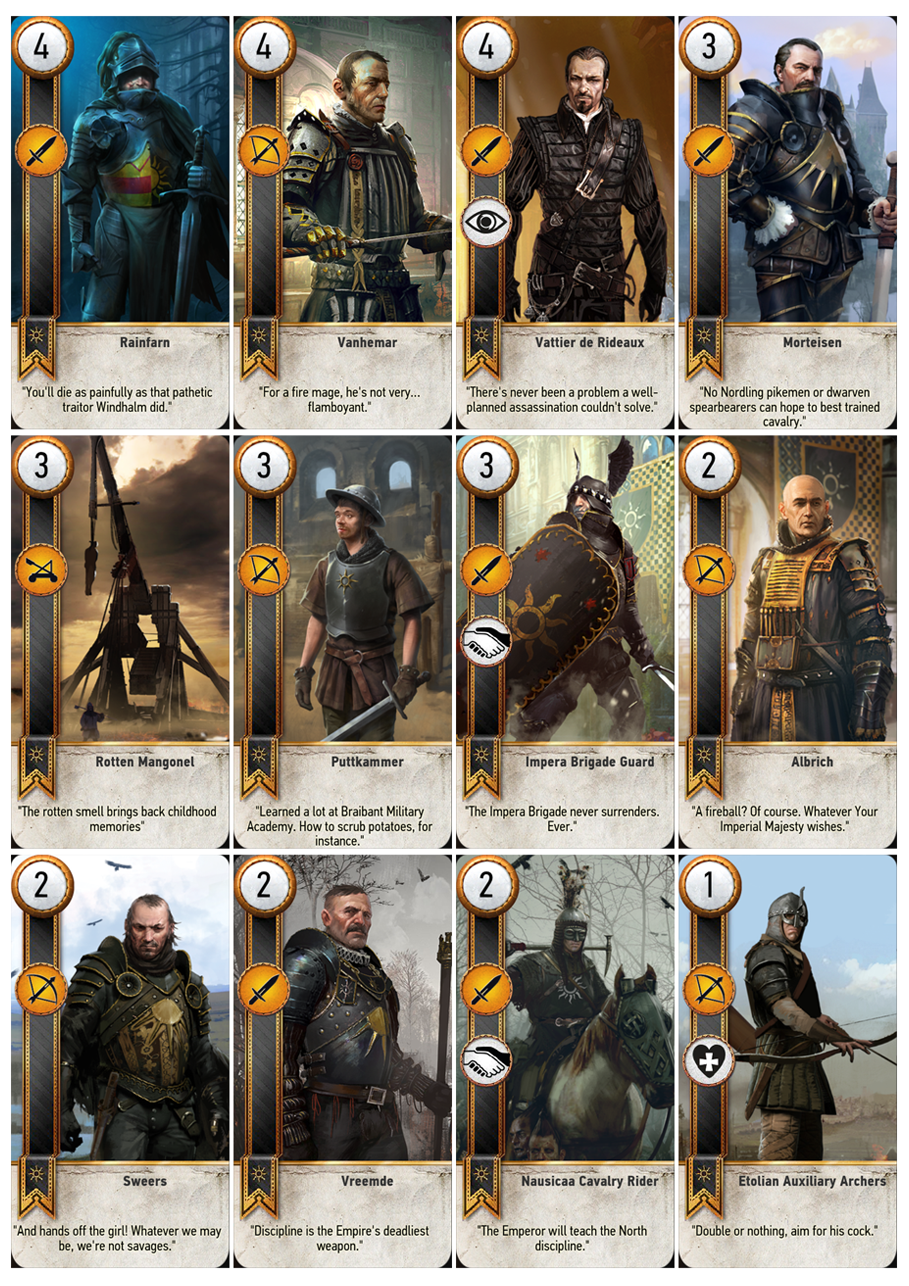 4
Rainfarn
"You'll die as painfully as that pathetic
traitor Windhalm did."
4
Vanhemar
"For a fire mage, he's not very...
flamboyant."
4
Vattier de Rideaux
"There's never been a problem a well-
planned assassination couldn't solve."
3
Morteisen
"No Nordling pikemen or dwarven
spearbearers can hope to best trained
cavalry."
3
Rotten Mangonel
"The rotten smell brings back childhood
memories"
3
Puttkammer
"Learned a lot at Braibant Military
Academy. How to scrub potatoes, for
instance."
3
Impera Brigade Guard
"The Impera Brigade never surrenders.
Ever."
2
Albrich
"A fireball? Of course. Whatever Your
Imperial Majesty wishes."
2
Sweers
"And hands off the girl! Whatever we may
be, we're not savages."
2
Vreemde
"Discipline is the Empire's deadliest
weapon."
2
Nausicaa Cavalry Rider
"The Emperor will teach the North
discipline."
1
Etolian Auxiliary Archers
"Double or nothing, aim for his cock."